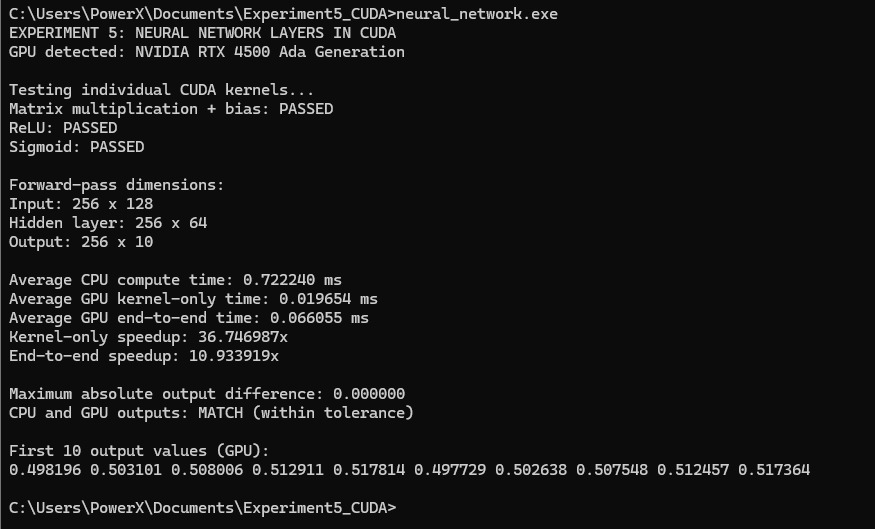 C:\Users\PowerX\Documents\Experiment5_CUDA>neural_network.exe
EXPERIMENT 5: NEURAL NETWORK LAYERS IN CUDA
GPU detected: NVIDIA RTX 4500 Ada Generation
Testing individual CUDA kernels...
Matrix multiplication + bias: PASSED
ReLU: PASSED
Sigmoid: PASSED
Forward-pass dimensions:
Input: 256 x 128
Hidden layer: 256 x 64
Output: 256 x 10
Average CPU compute time: 0.722240 ms
Average GPU kernel-only time: 0.019654 ms
Average GPU end-to-end time: 0.066055 ms
Kernel-only speedup: 36.746987x
End-to-end speedup: 10.933919x
Maximum absolute output difference: 0.000000
CPU and GPU outputs: MATCH (within tolerance)
First 10 output values (GPU):
0.498196 0.503101 0.508006 0.512911 0.517814 0.497729 0.502638 0.507548 0.512457 0.517364
C:\Users\PowerX\Documents\Experiment5_CUDA>